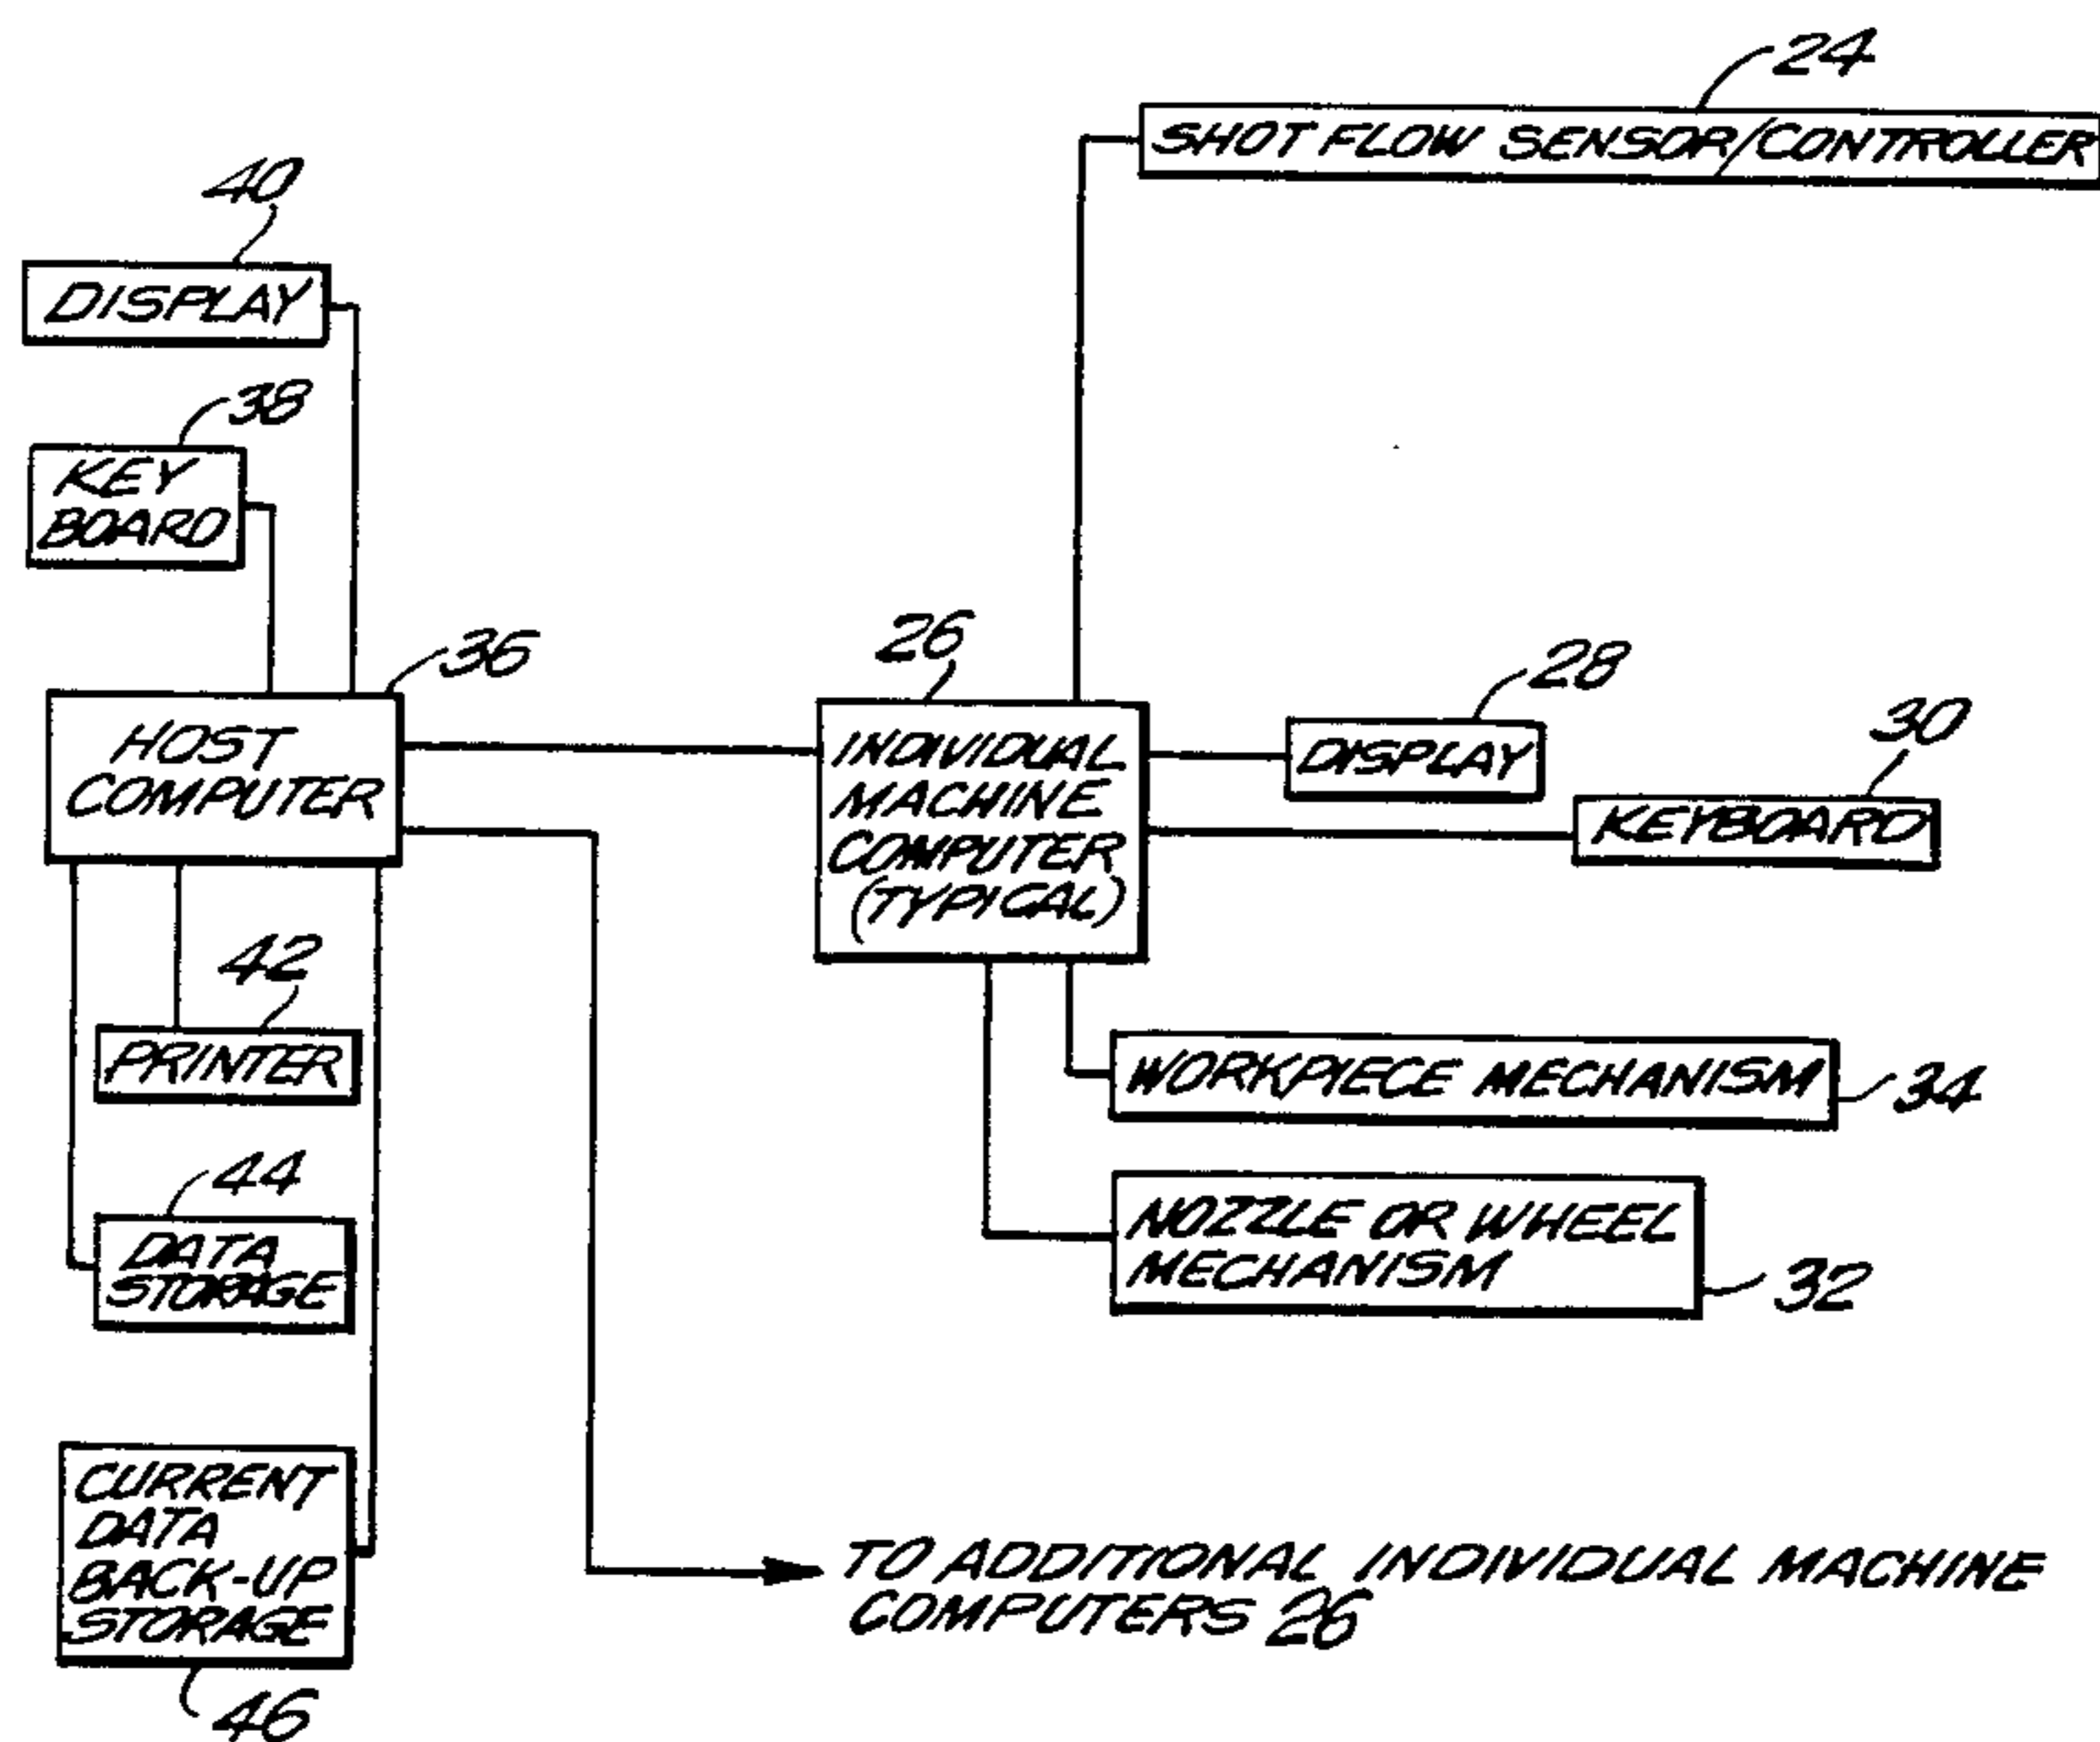 24
SHOT FLOW SENSOR/CONTROLLER
40
DISPLAY
38
KEY
BOARD
36
HOST
COMPUTER
26
INDIVIDUAL
MACHINE
COMPUTER
(TYPICAL)
28
DISPLAY
30
KEYBOARD
42
PRINTER
WORKPIECE MECHANISM
34
44
DATA
STORAGE
NOZZLE OR WHEEL
MECHANISM
32
CURRENT
DATA
BACK-UP
STORAGE
46
TO ADDITIONAL INDIVIDUAL MACHINE
COMPUTERS 26